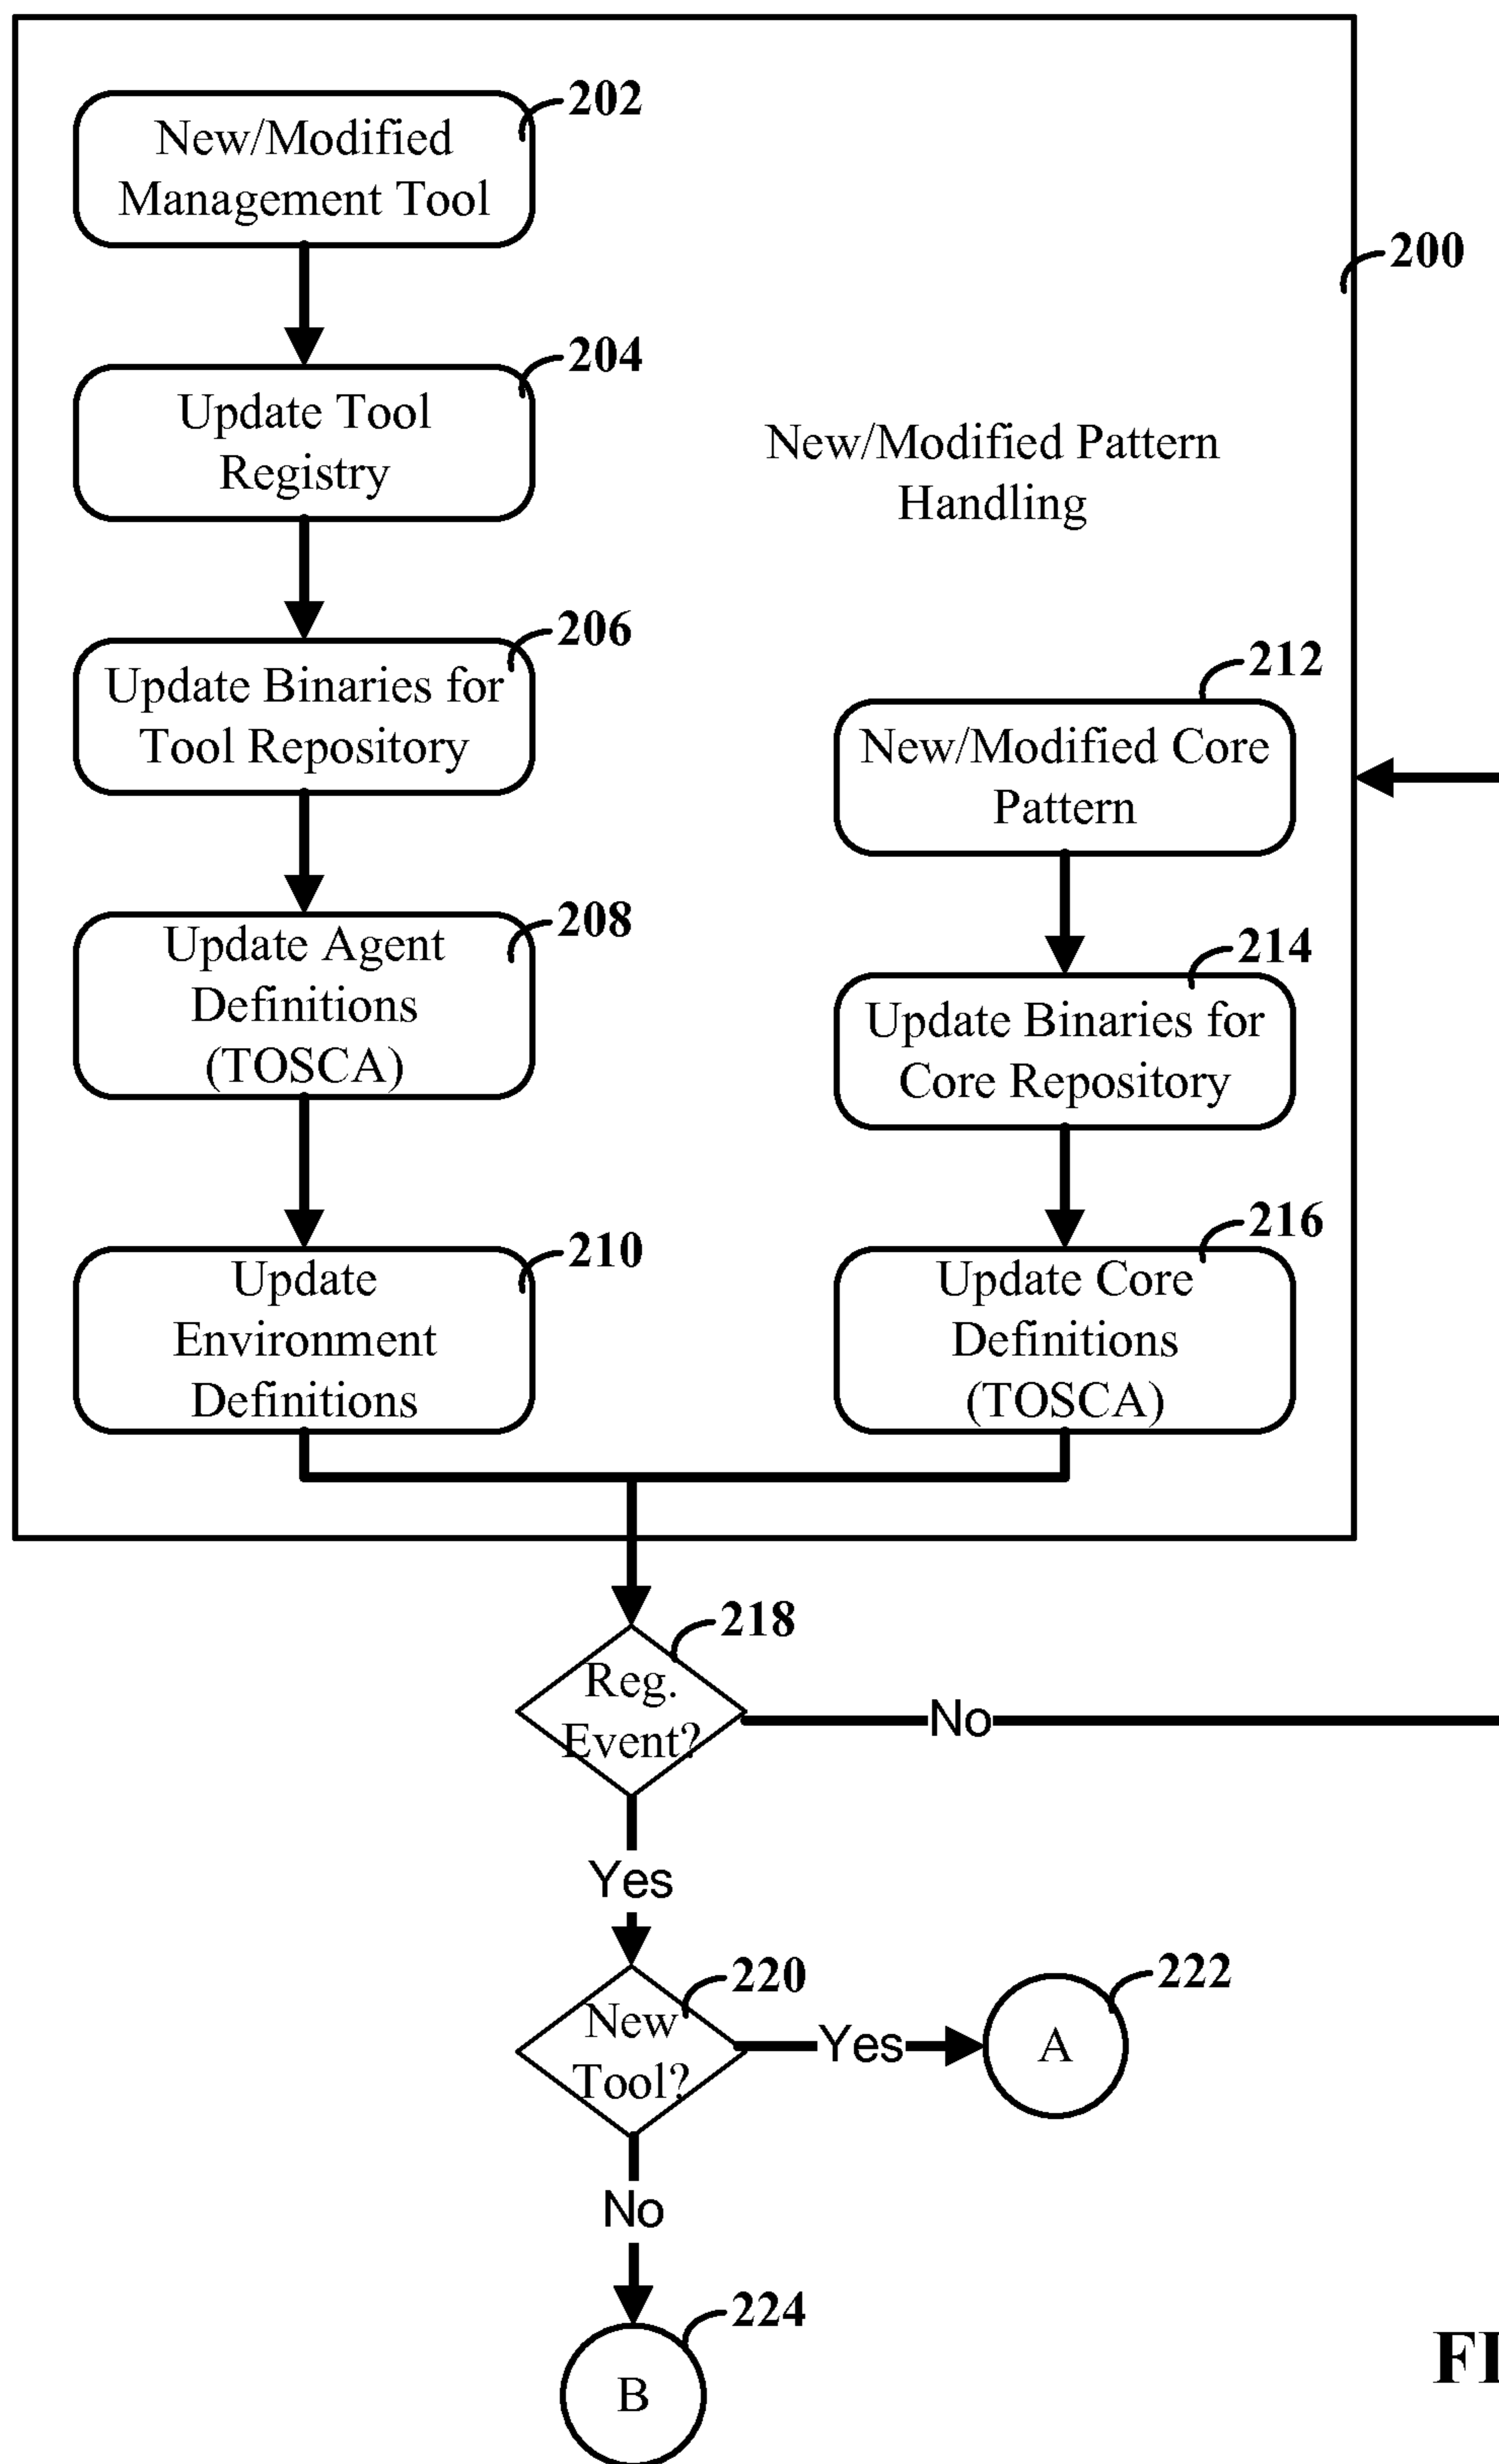 202
New/Modified
Management Tool
200
204
Update Tool
Registry
New/Modified Pattern
Handling
206
Update Binaries for
Tool Repository
212
New/Modified Core
Pattern
208
Update Agent
Definitions
(TOSCA)
214
Update Binaries for
Core Repository
210
Update
Environment
Definitions
216
Update Core
Definitions
(TOSCA)
218
Reg.
Event?
No
Yes
220
New
Tool?
Yes
222
A
No
224
B